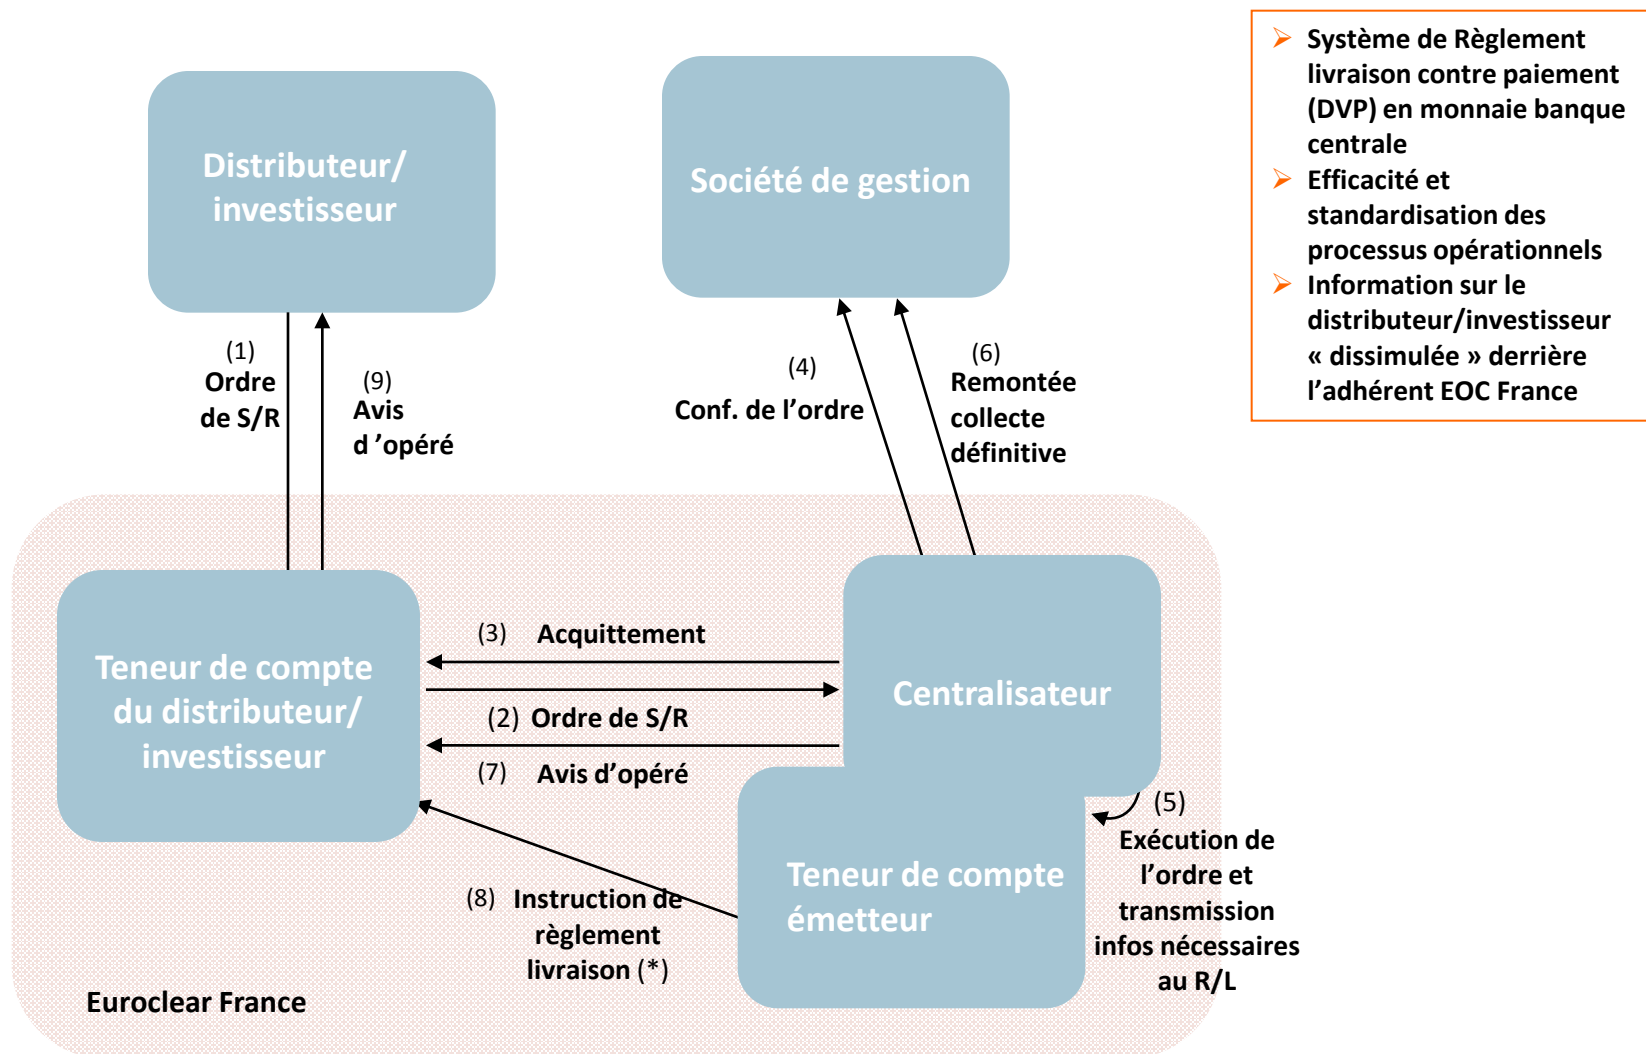 Système de Règlement
livraison contre paiement
(DVP) en monnaie banque
centrale
Efficacité et
standardisation des
processus opérationnels
Information sur le
distributeur/investisseur
« dissimulée » derrière
l’adhérent EOC France
Distributeur/
investisseur
Société de gestion
(1)
Ordre
de S/R
(9)
Avis
d ’opéré
(4)
Conf. de l’ordre
(6)
Remontée
collecte
définitive
Teneur de compte
du distributeur/
investisseur
(3) Acquittement
(2) Ordre de S/R
(7) Avis d’opéré
Centralisateur
(8) Instruction de
règlement
livraison (*)
Teneur de compte
émetteur
(5)
Exécution de
l’ordre et
transmission
infos nécessaires
au R/L
Euroclear France